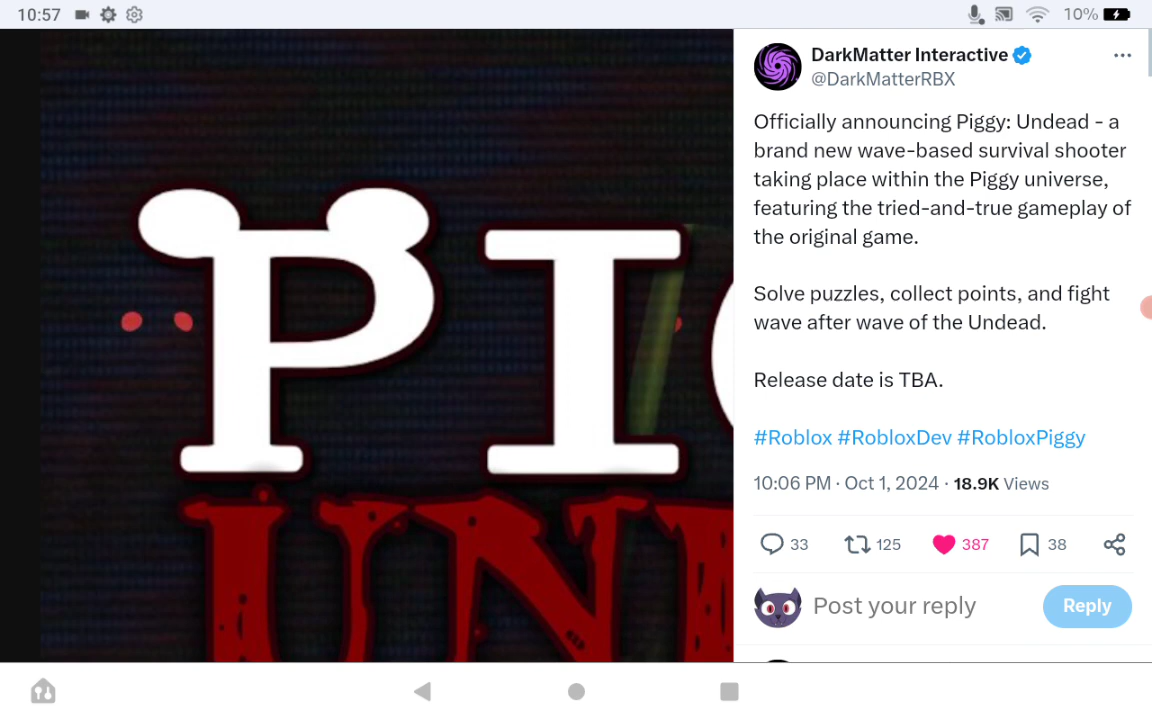 10:57
10%
DarkMatter Interactive
@DarkMatterRBX
Officially announcing Piggy: Undead - a
brand new wave-based survival shooter
taking place within the Piggy universe,
featuring the tried-and-true gameplay of
the original game.
Solve puzzles, collect points, and fight
wave after wave of the Undead.
Release date is TBA.
#Roblox #RobloxDev #RobloxPiggy
10:06 PM · Oct 1, 2024 · 18.9K Views
33 125 387 38
Post your reply
Reply
PI
UN